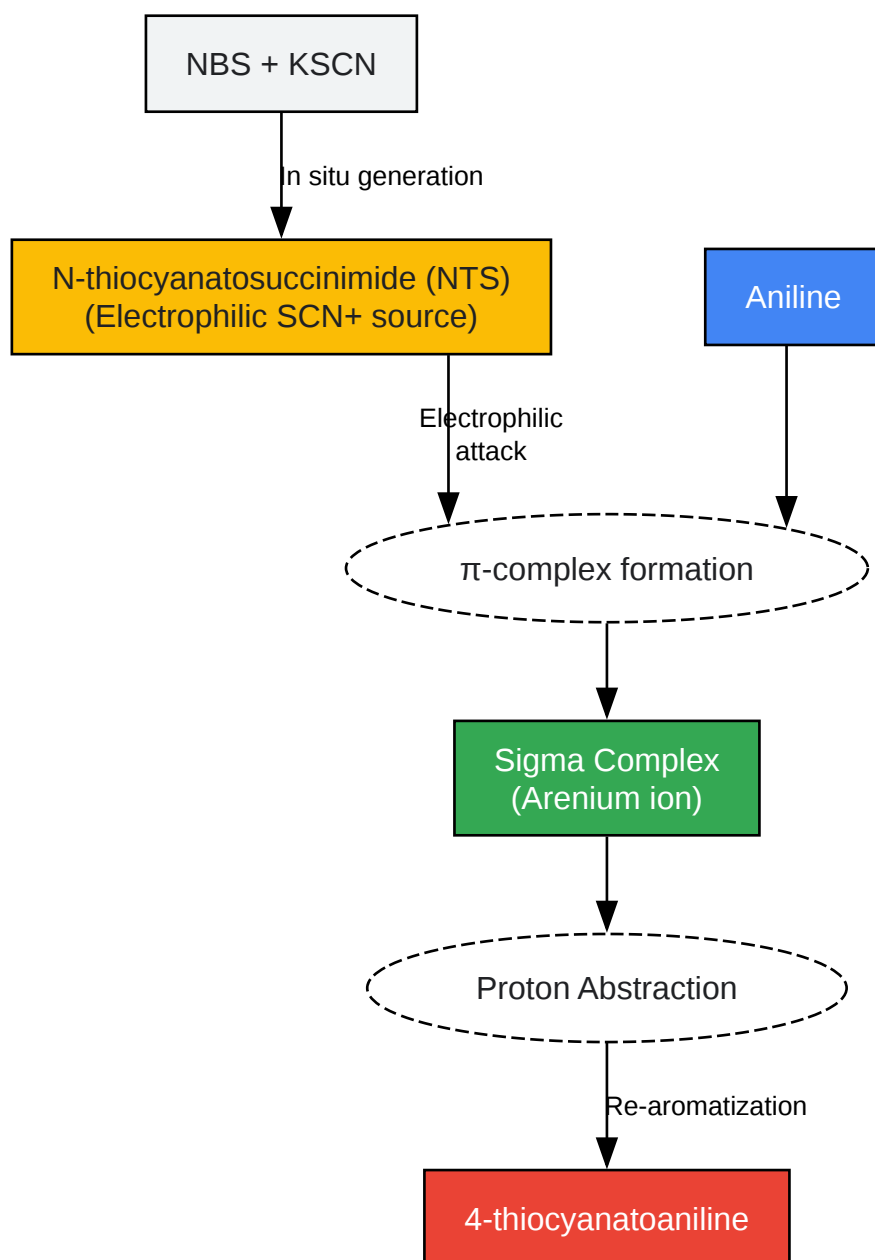 NBS + KSCN
In situ generation
N-thiocyanatosuccinimide (NTS)
(Electrophilic SCN+ source)
Aniline
Electrophilic
attack
π-complex formation
Sigma Complex
(Arenium ion)
Proton Abstraction
Re-aromatization
4-thiocyanatoaniline